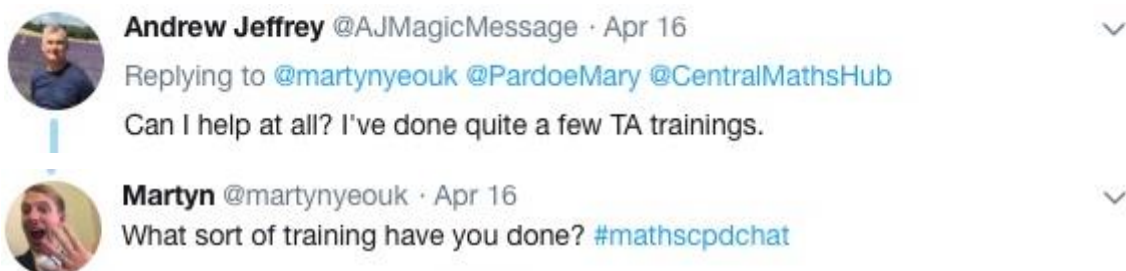 Andrew Jeffrey @AJMagicMessage · Apr 16
Replying to @martynyeouk @PardoeMary @CentralMathsHub
Can I help at all? I've done quite a few TA trainings.
Martyn @martynyeouk · Apr 16
What sort of training have you done? #mathscpdchat